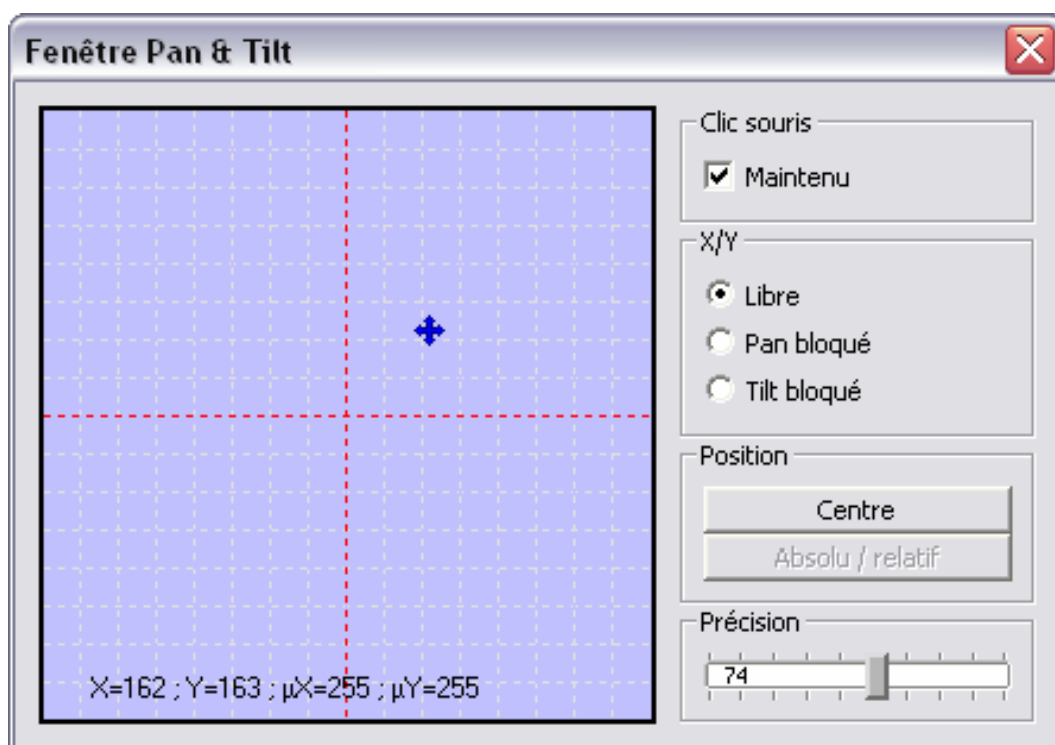 Fenêtre Pan & Tilt
Clic souris
Maintenu
X/Y
Libre
Pan bloqué
Tilt bloqué
Position
Centre
Absolu / relatif
Précision
74
X=162 ; Y=163 ; µX=255 ; µY=255